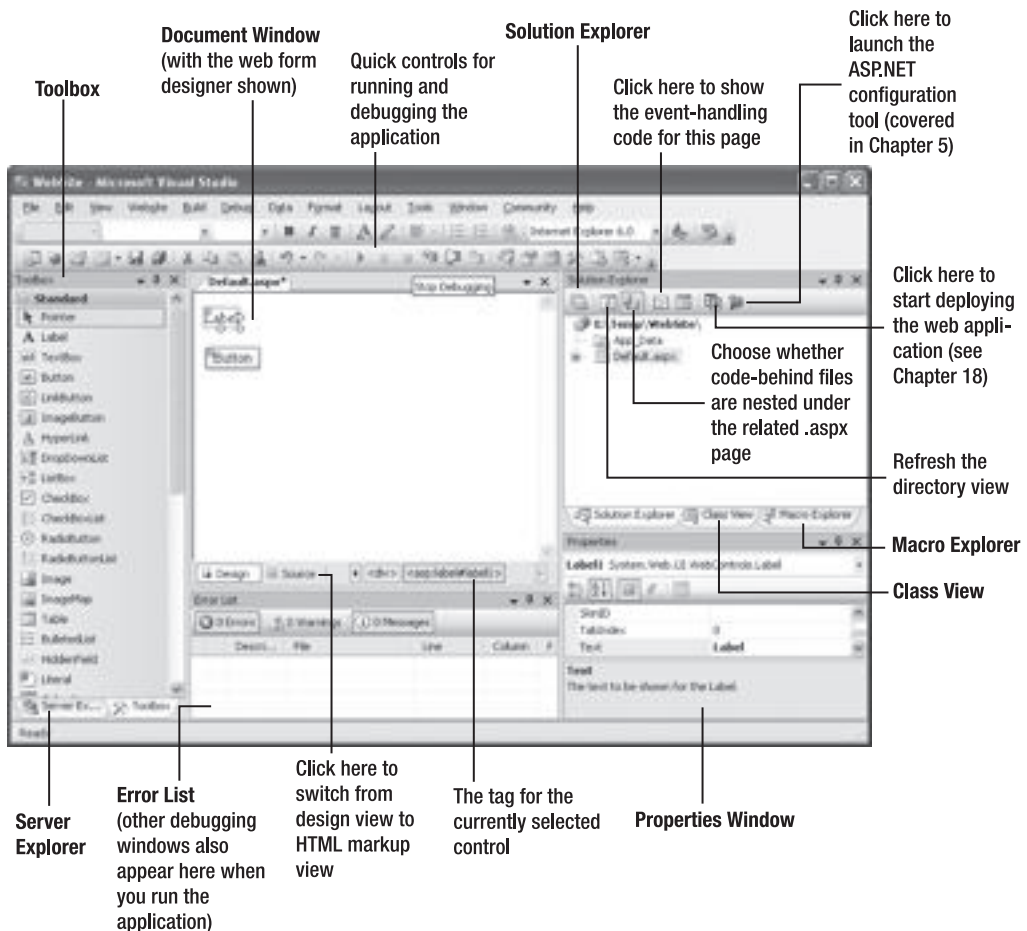 Click here to
launch the
ASP.NET
configuration
tool (covered
in Chapter 5)
Solution Explorer
Document Window
(with the web form
designer shown)
Quick controls for
running and
debugging the
application
Click here to show
the event-handling
code for this page
Toolbox
Website - Microsoft Visual Studio
File Edit View Website Build Debug Data Format Layout Tools Window Community Help
Internet Explorer 6.0
Toolbox
Default.aspx*
Stop Debugging
Solution Explorer
Standard
Pointer
A Label
TextBox
Button
LinkButton
ImageButton
A HyperLink
DropDownList
ListBox
CheckBox
CheckBoxList
RadioButton
RadioButtonList
Image
ImageMap
Table
BulletedList
HiddenField
Literal
Server Ex... Toolbox
Ready
Label
Button
Design Source <div> <asp:label#label1>
Error List
0 Errors 0 Warnings 0 Messages
Descri... File Line Column
App_Data
Default.aspx
Choose whether
code-behind files
are nested under
the related .aspx
page
Solution Explorer Class View Macro Explorer
Properties
Label1 System.Web.UI.WebControls.Label
SkinID
TabIndex 0
Text Label
Text
The text to be shown for the Label.
Click here to
start deploying
the web appli-
cation (see
Chapter 18)
Refresh the
directory view
Macro Explorer
Class View
Server
Explorer
Error List
(other debugging
windows also
appear here when
you run the
application)
Click here to
switch from
design view to
HTML markup
view
The tag for the
currently selected
control
Properties Window